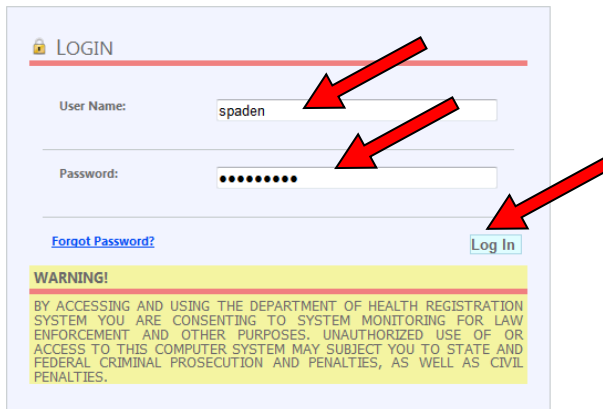 LOGIN
User Name:
spaden
Password:
•••••••••
Forgot Password?
Log In
WARNING!
BY ACCESSING AND USING THE DEPARTMENT OF HEALTH REGISTRATION
SYSTEM YOU ARE CONSENTING TO SYSTEM MONITORING FOR LAW
ENFORCEMENT AND OTHER PURPOSES. UNAUTHORIZED USE OF OR
ACCESS TO THIS COMPUTER SYSTEM MAY SUBJECT YOU TO STATE AND
FEDERAL CRIMINAL PROSECUTION AND PENALTIES, AS WELL AS CIVIL
PENALTIES.